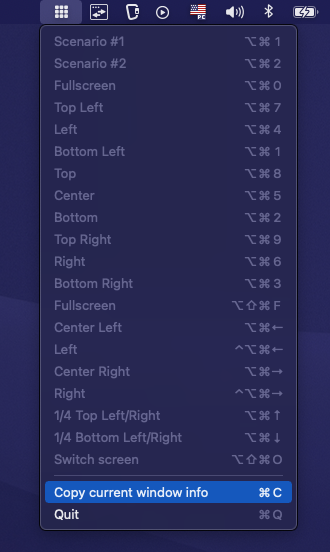 PC
Scenario #1 ⌥⌘1
Scenario #2 ⌥⌘2
Fullscreen ⌥⌘0
Top Left ⌥⌘7
Left ⌥⌘4
Bottom Left ⌥⌘1
Top ⌥⌘8
Center ⌥⌘5
Bottom ⌥⌘2
Top Right ⌥⌘9
Right ⌥⌘6
Bottom Right ⌥⌘3
Fullscreen ⌥⇧⌘F
Center Left ⌥⌘←
Left ^⌥⌘←
Center Right ⌥⌘→
Right ^⌥⌘→
1/4 Top Left/Right ⌥⌘↑
1/4 Bottom Left/Right ⌥⌘↓
Switch screen ⌥⇧⌘O
Copy current window info ⌘C
Quit ⌘Q